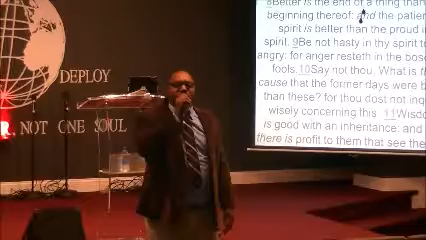 DEPLOY
R, NOT ONE SOUL
8Better is the end of a thing than
beginning thereof: and the patien
spirit is better than the proud i
spirit. 9Be not hasty in thy spirit t
angry: for anger resteth in the bos
fools. 10Say not thou, What is t
cause that the former days were b
than these? for thou dost not inq
wisely concerning this 11Wisdo
is good with an inheritance: and
there is profit to them that see the